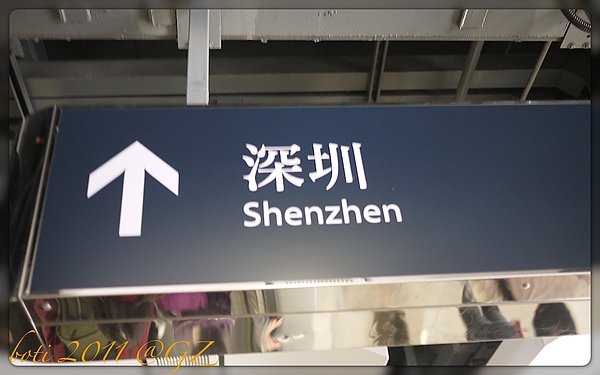 深圳
Shenzhen
boti 2011 @GZ